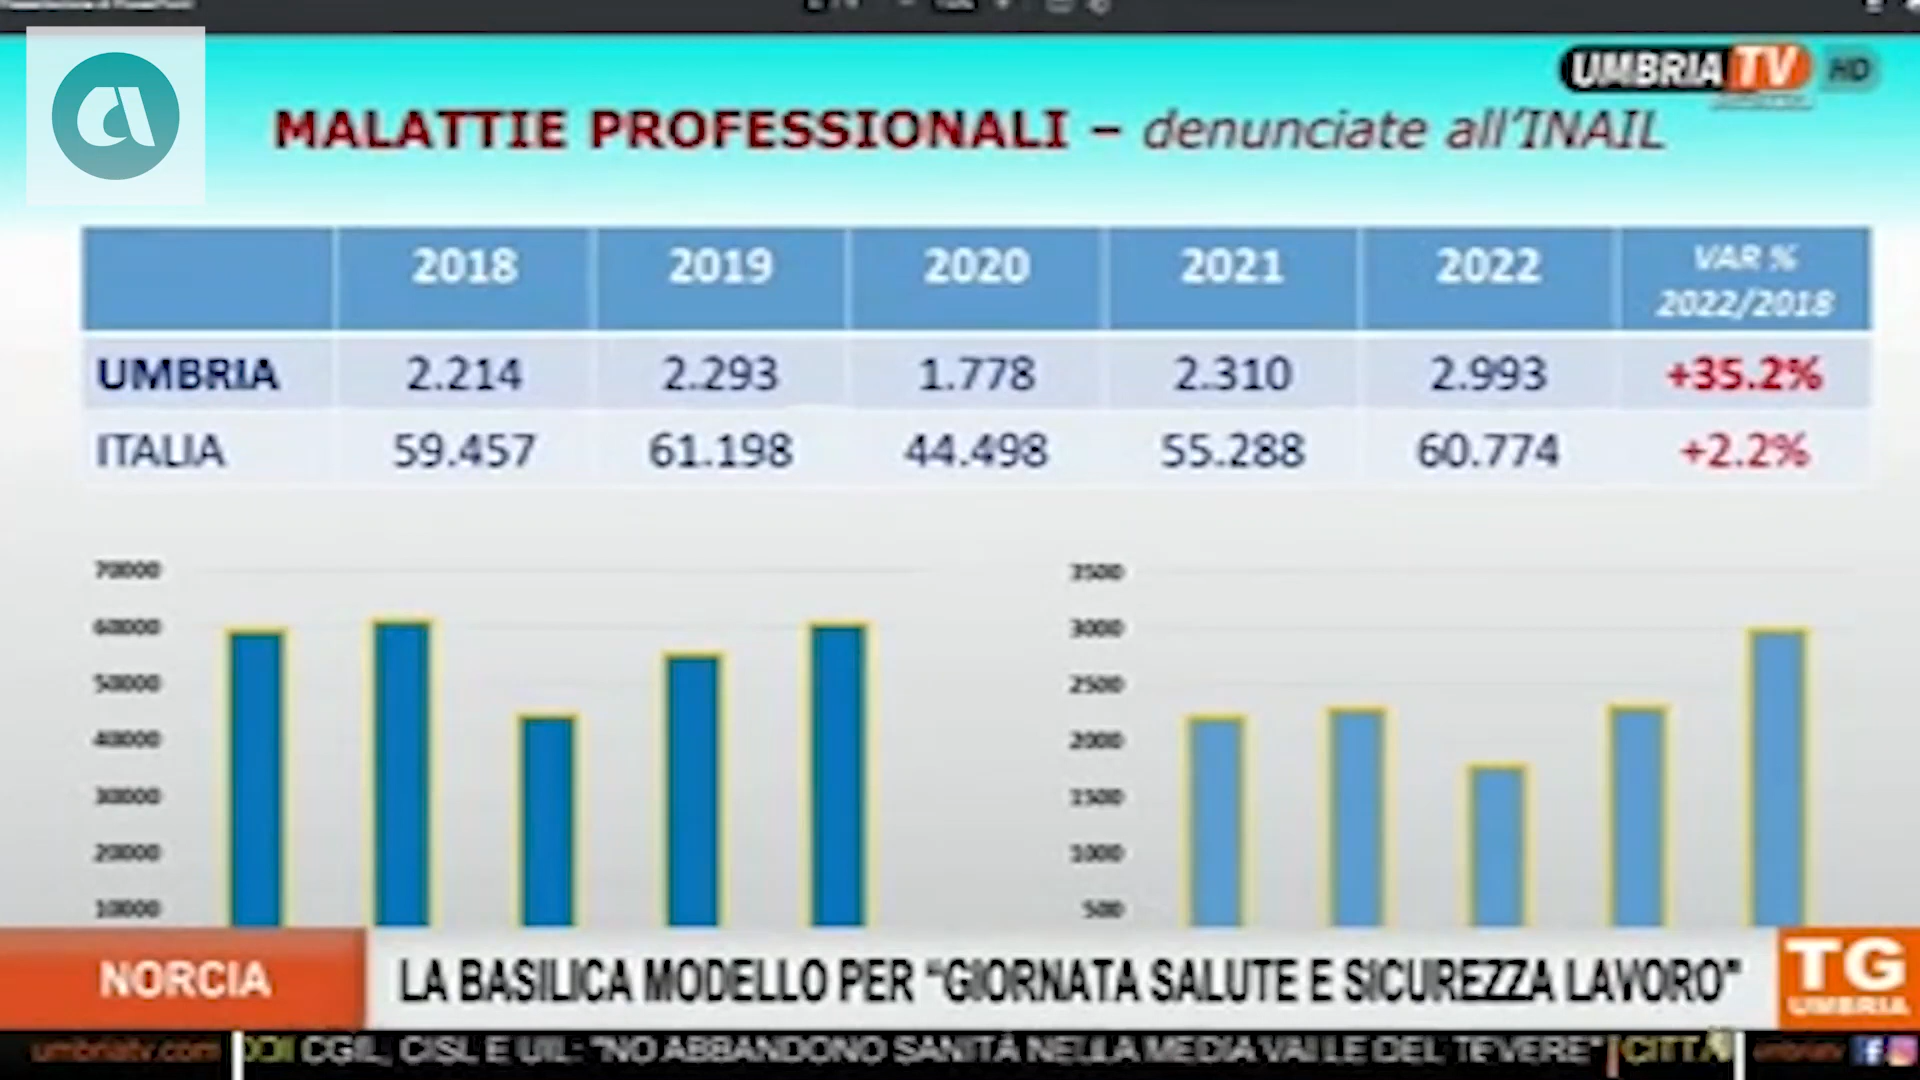 UMBRIA TV HD
MALATTIE PROFESSIONALI – denunciate all'INAIL
2018 2019 2020 2021 2022 VAR % 2022/2018
UMBRIA 2.214 2.293 1.778 2.310 2.993 +35.2%
ITALIA 59.457 61.198 44.498 55.288 60.774 +2.2%
70000
60000
50000
40000
30000
20000
10000
3500
3000
2500
2000
1500
1000
500
NORCIA
LA BASILICA MODELLO PER “GIORNATA SALUTE E SICUREZZA LAVORO”
TG
UMBRIA
umbriatv.com CGIL, CISL E UIL: "NO ABBANDONO SANITÀ NELLA MEDIA VALLE DEL TEVERE" CITTÀ umbriatv